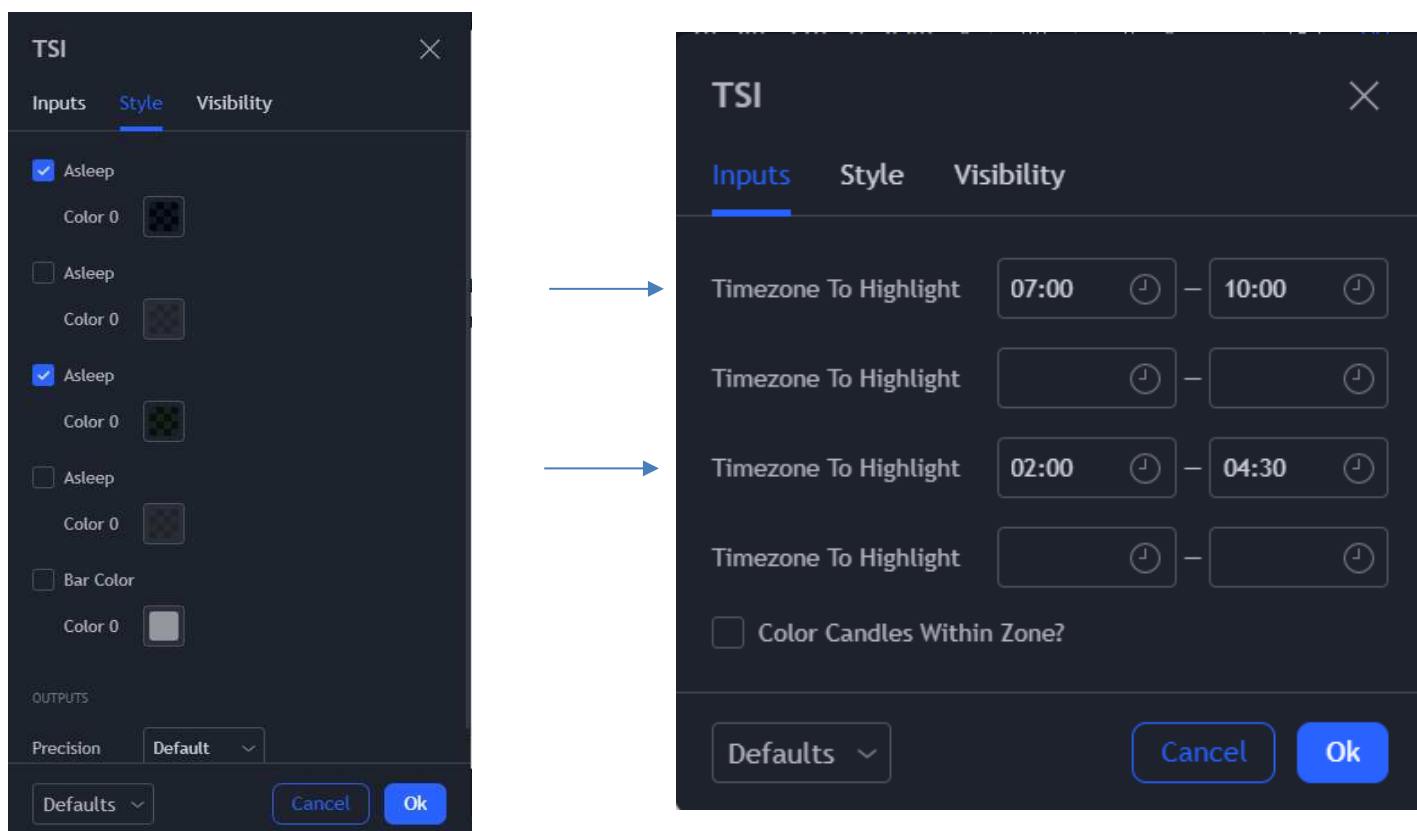 TSI
Inputs Style Visibility
Asleep
Color 0
Asleep
Color 0
Asleep
Color 0
Asleep
Color 0
Bar Color
Color 0
OUTPUTS
Precision Default
Defaults Cancel Ok
TSI
Inputs Style Visibility
Timezone To Highlight 07:00 – 10:00
Timezone To Highlight –
Timezone To Highlight 02:00 – 04:30
Timezone To Highlight –
Color Candles Within Zone?
Defaults Cancel Ok